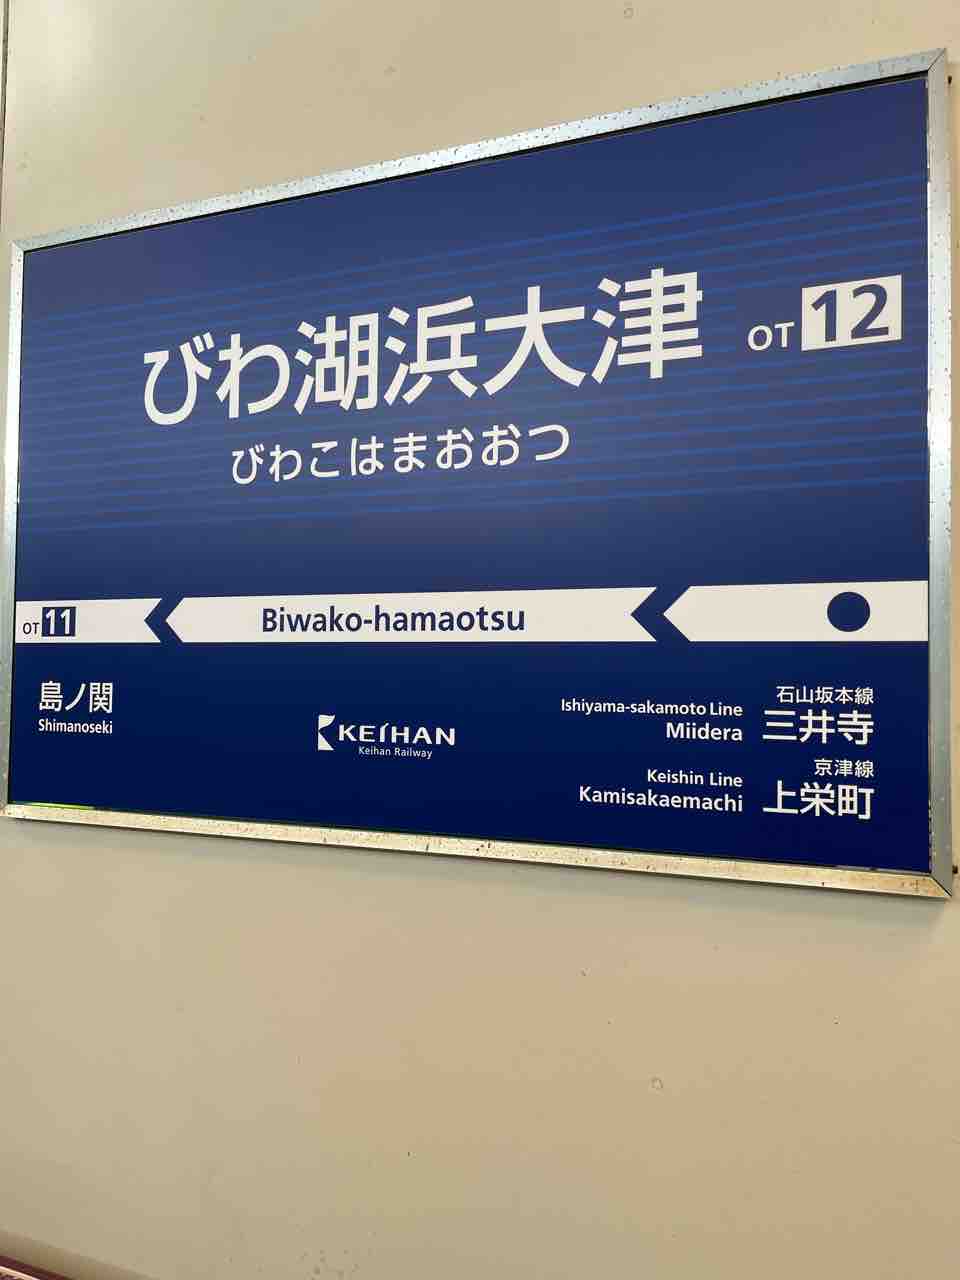 びわ湖浜大津 OT 12
びわこはまおおつ
OT 11
Biwako-hamaotsu
島ノ関
Shimanoseki
KEIHAN
Keihan Railway
Ishiyama-sakamoto Line 石山坂本線
Miidera 三井寺
Keishin Line 京津線
Kamisakaemachi 上栄町